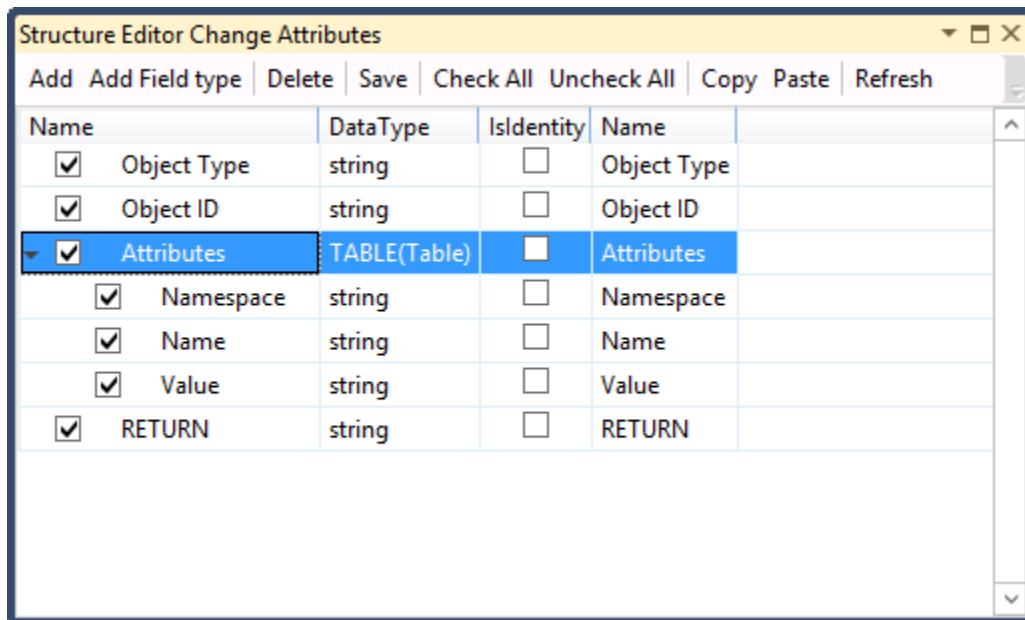 Structure Editor Change Attributes
Add Add Field type Delete Save Check All Uncheck All Copy Paste Refresh
Name DataType IsIdentity Name
Object Type string Object Type
Object ID string Object ID
Attributes TABLE(Table) Attributes
Namespace string Namespace
Name string Name
Value string Value
RETURN string RETURN